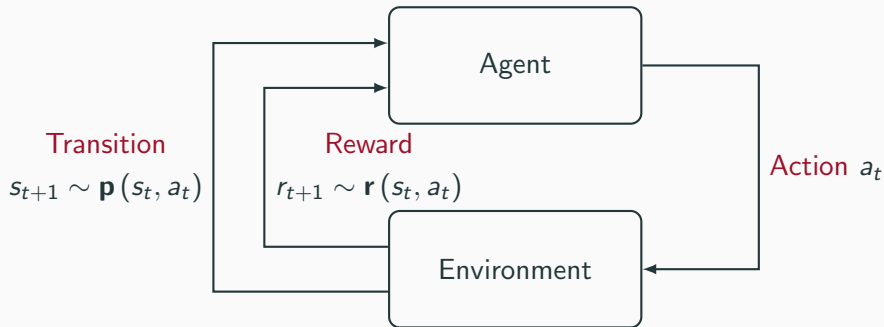 Agent
Transition
s_{t+1} ∼ p (s_t, a_t)
Reward
r_{t+1} ∼ r (s_t, a_t)
Action a_t
Environment